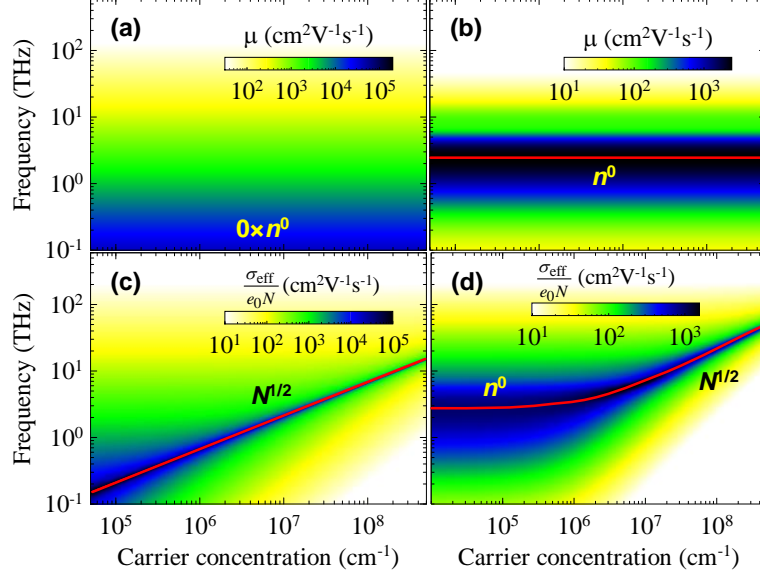 (a)
μ (cm²V⁻¹s⁻¹)
10² 10³ 10⁴ 10⁵
0×n⁰
Frequency (THz)
10² 10¹ 10⁰ 10⁻¹
(b)
μ (cm²V⁻¹s⁻¹)
10¹ 10² 10³
n⁰
(c)
σeff/e₀N (cm²V⁻¹s⁻¹)
10¹ 10² 10³ 10⁴ 10⁵
N¹/²
Frequency (THz)
10² 10¹ 10⁰ 10⁻¹
10⁵ 10⁶ 10⁷ 10⁸
Carrier concentration (cm⁻¹)
(d)
σeff/e₀N (cm²V⁻¹s⁻¹)
10¹ 10² 10³
n⁰
N¹/²
10⁵ 10⁶ 10⁷ 10⁸
Carrier concentration (cm⁻¹)